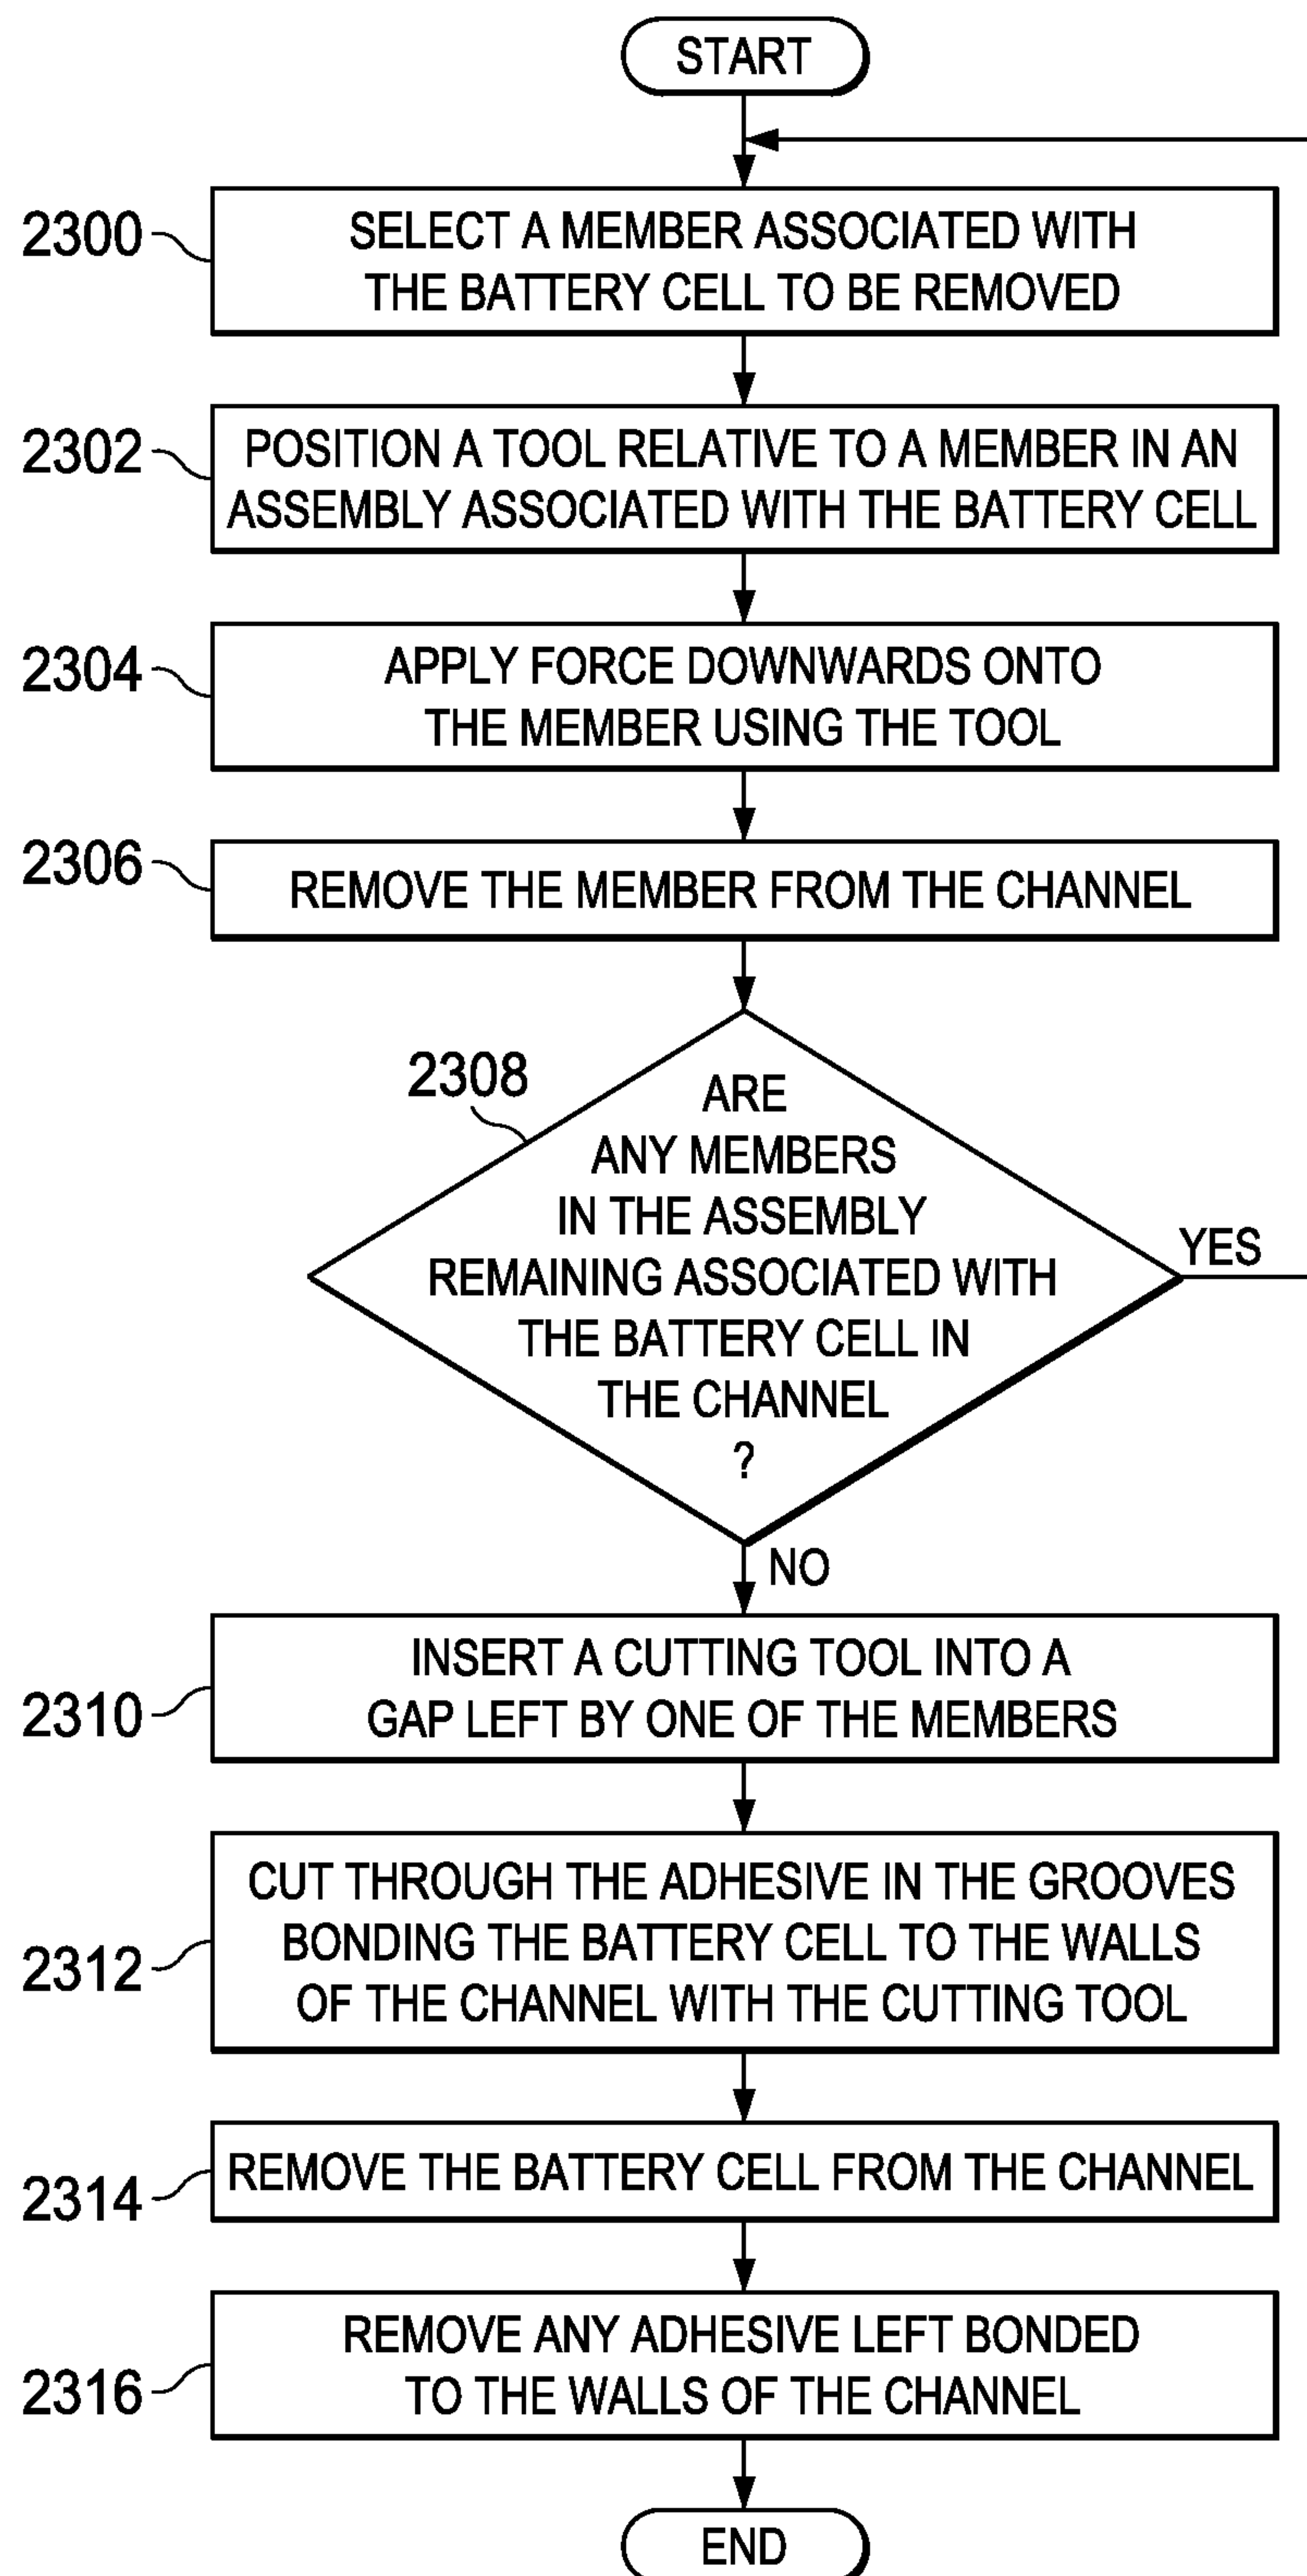 START
2300
SELECT A MEMBER ASSOCIATED WITH
THE BATTERY CELL TO BE REMOVED
2302
POSITION A TOOL RELATIVE TO A MEMBER IN AN
ASSEMBLY ASSOCIATED WITH THE BATTERY CELL
2304
APPLY FORCE DOWNWARDS ONTO
THE MEMBER USING THE TOOL
2306
REMOVE THE MEMBER FROM THE CHANNEL
2308
ARE
ANY MEMBERS
IN THE ASSEMBLY
REMAINING ASSOCIATED WITH
THE BATTERY CELL IN
THE CHANNEL
?
YES
NO
2310
INSERT A CUTTING TOOL INTO A
GAP LEFT BY ONE OF THE MEMBERS
2312
CUT THROUGH THE ADHESIVE IN THE GROOVES
BONDING THE BATTERY CELL TO THE WALLS
OF THE CHANNEL WITH THE CUTTING TOOL
2314
REMOVE THE BATTERY CELL FROM THE CHANNEL
2316
REMOVE ANY ADHESIVE LEFT BONDED
TO THE WALLS OF THE CHANNEL
END